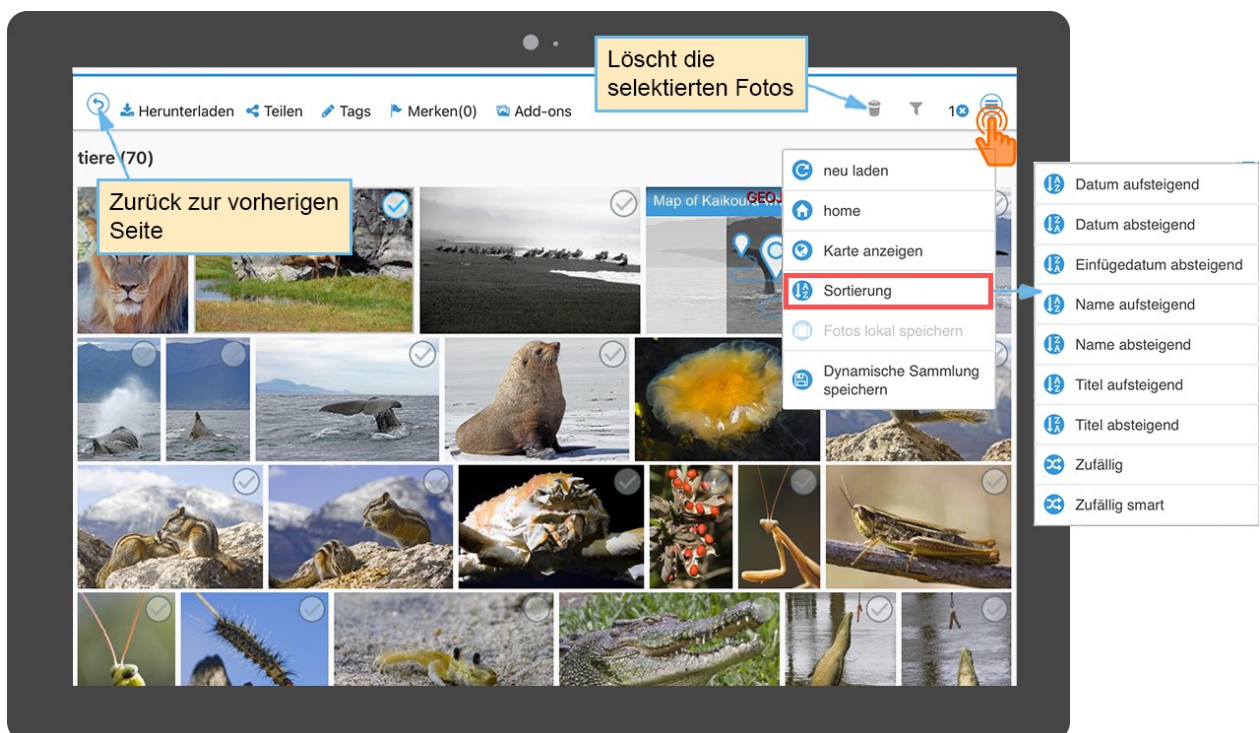 Löscht die
selektierten Fotos
Herunterladen Teilen Tags Merken(0) Add-ons 1
tiere (70)
Zurück zur vorherigen
Seite
Map of Kaikoura GEOJ
neu laden
home
Karte anzeigen
Sortierung
Fotos lokal speichern
Dynamische Sammlung
speichern
Datum aufsteigend
Datum absteigend
Einfügedatum absteigend
Name aufsteigend
Name absteigend
Titel aufsteigend
Titel absteigend
Zufällig
Zufällig smart